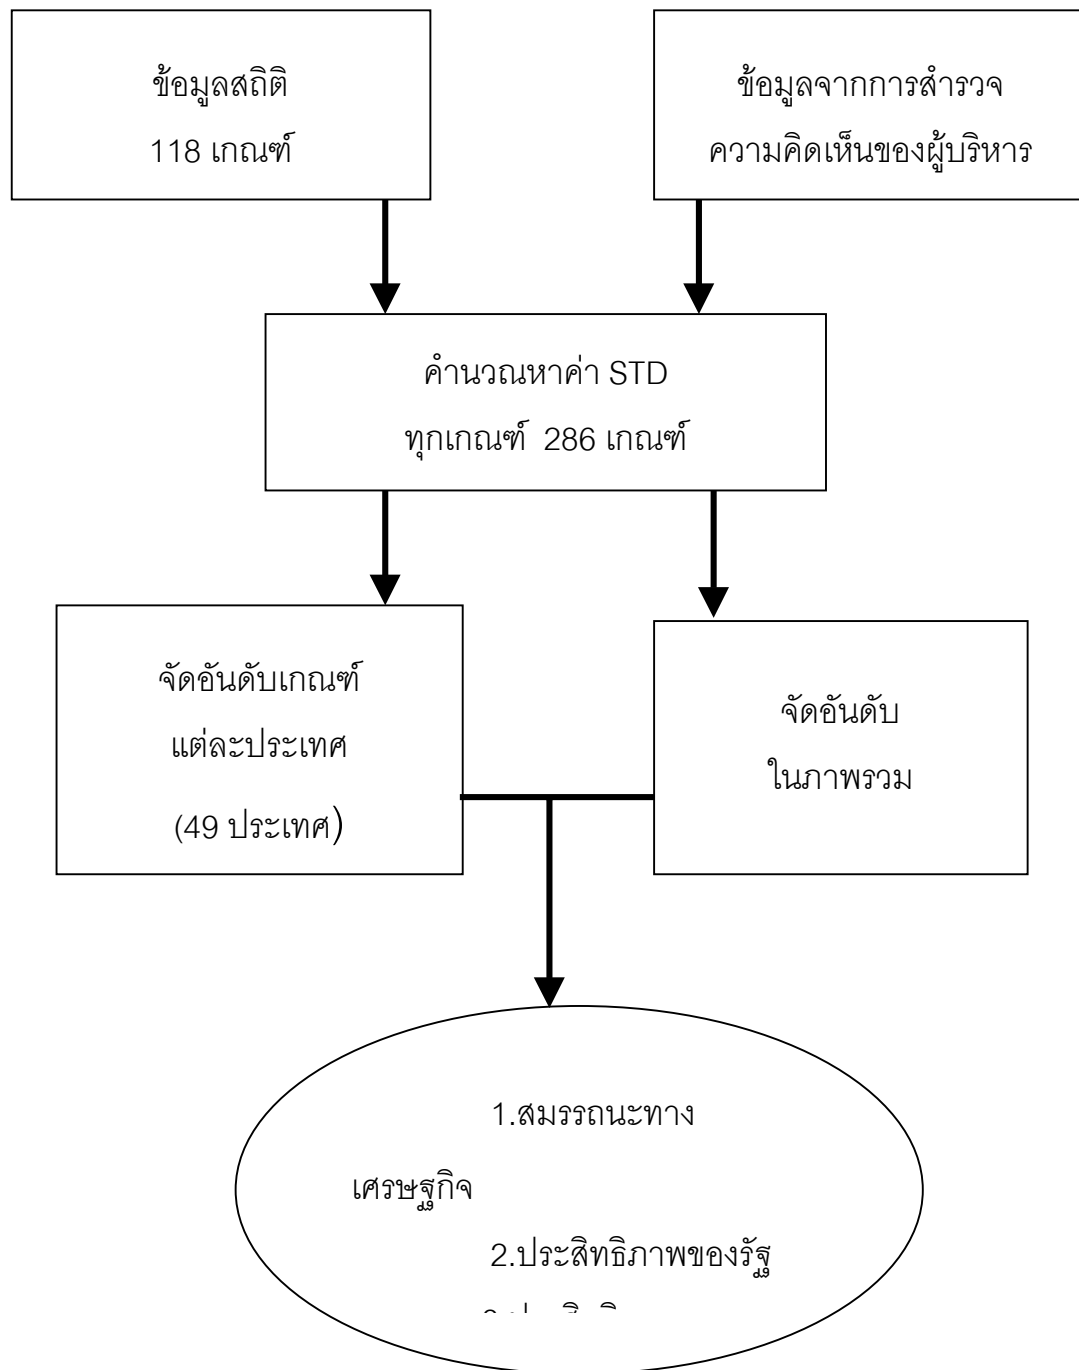 ข้อมูลสถิติ
118 เกณฑ์
ข้อมูลจากการสำรวจ
ความคิดเห็นของผู้บริหาร
คำนวณหาค่า STD
ทุกเกณฑ์ 286 เกณฑ์
จัดอันดับเกณฑ์
แต่ละประเทศ
(49 ประเทศ)
จัดอันดับ
ในภาพรวม
1.สมรรถนะทาง
เศรษฐกิจ
2.ประสิทธิภาพของรัฐ